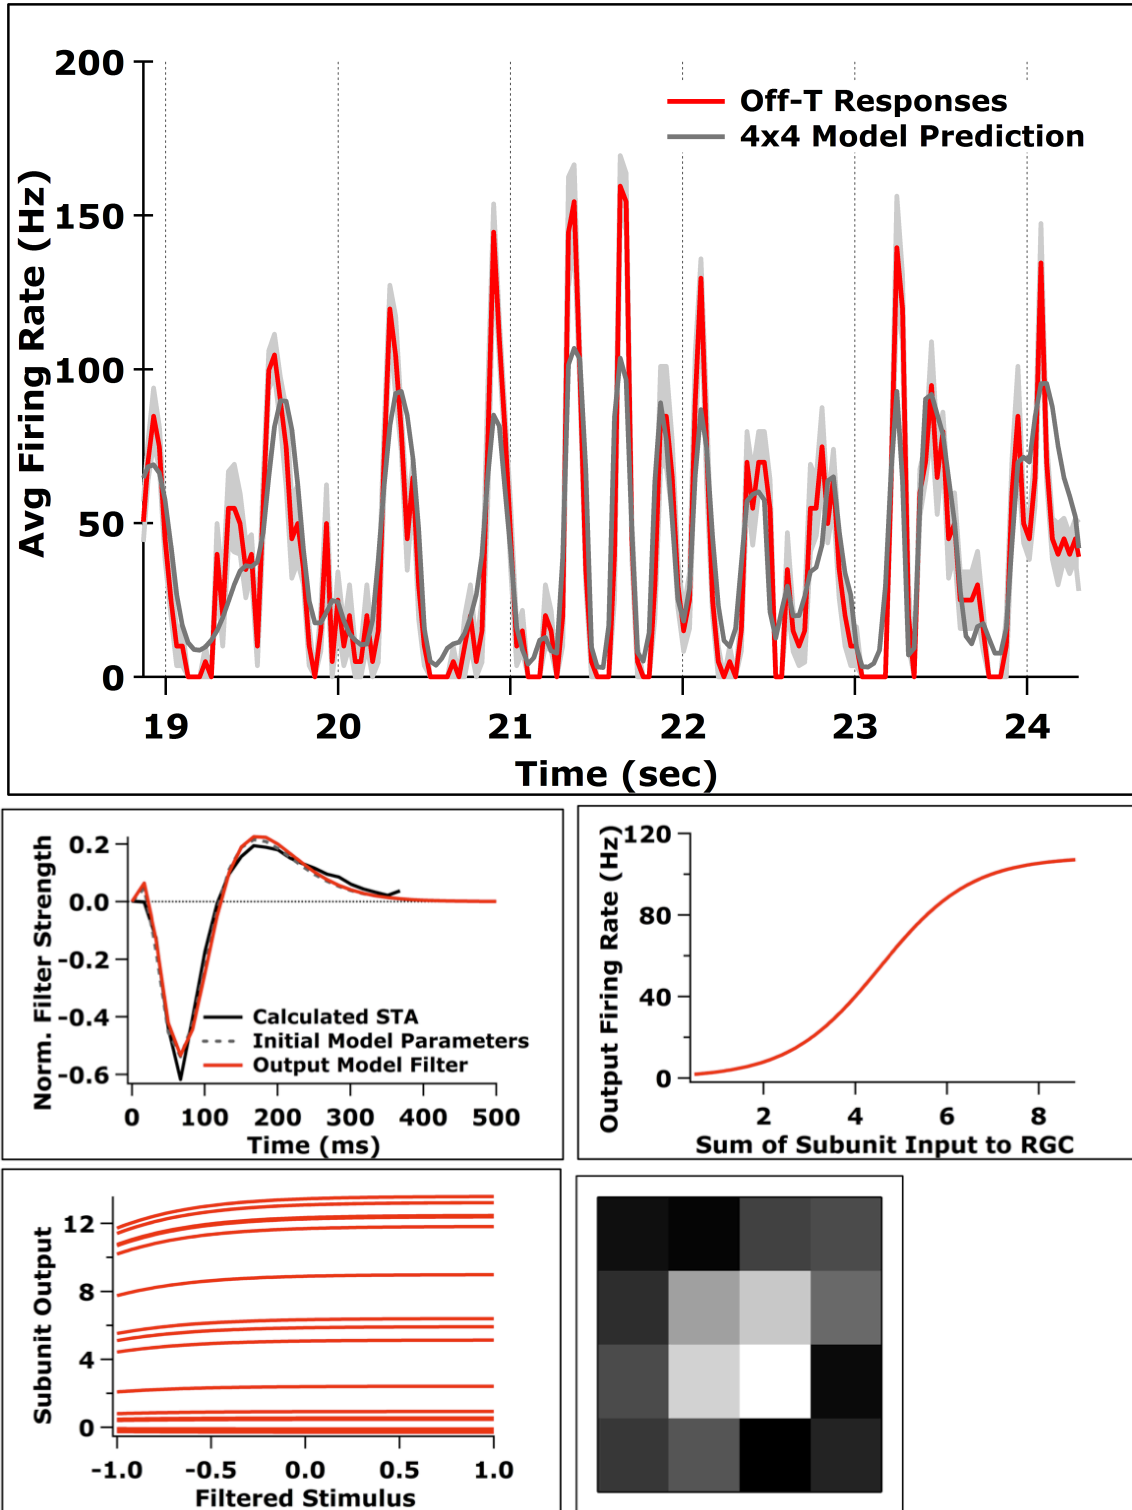 200
150
100
50
0
Avg Firing Rate (Hz)
Off-T Responses
4x4 Model Prediction
19 20 21 22 23 24
Time (sec)
0.2
0.0
-0.2
-0.4
-0.6
Norm. Filter Strength
Calculated STA
Initial Model Parameters
Output Model Filter
0 100 200 300 400 500
Time (ms)
120
80
40
0
Output Firing Rate (Hz)
2 4 6 8
Sum of Subunit Input to RGC
12
8
4
0
Subunit Output
-1.0 -0.5 0.0 0.5 1.0
Filtered Stimulus